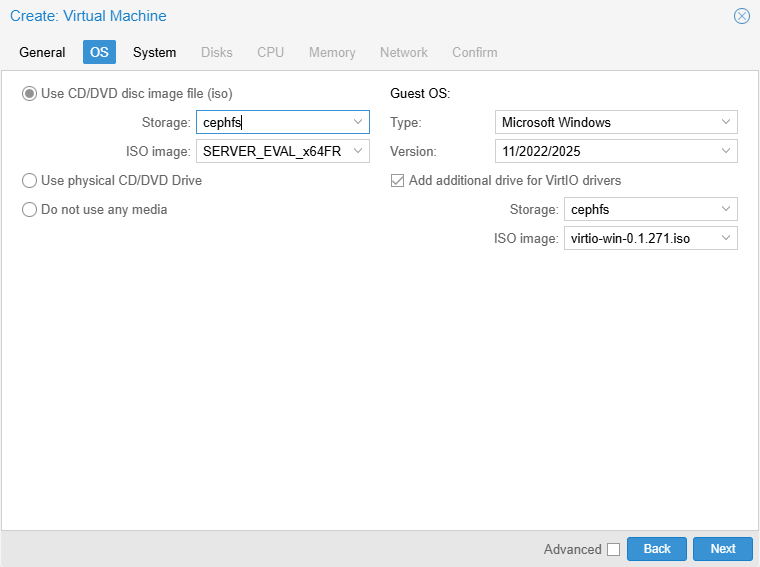 Create: Virtual Machine
General OS System Disks CPU Memory Network Confirm
Use CD/DVD disc image file (iso)
Storage: cephfs
ISO image: SERVER_EVAL_x64FR
Use physical CD/DVD Drive
Do not use any media
Guest OS:
Type: Microsoft Windows
Version: 11/2022/2025
Add additional drive for VirtIO drivers
Storage: cephfs
ISO image: virtio-win-0.1.271.iso
Advanced Back Next